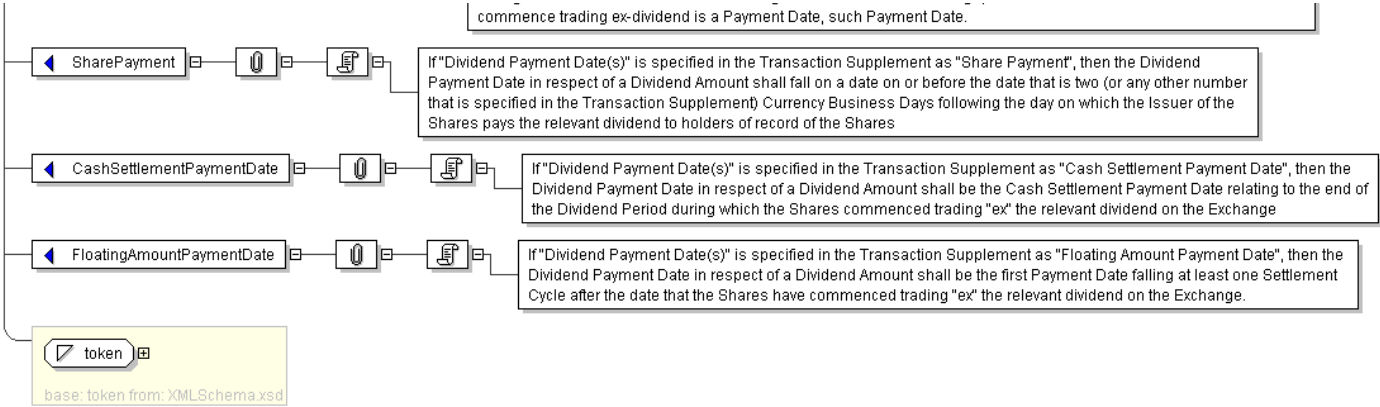 commence trading ex-dividend is a Payment Date, such Payment Date.
SharePayment
If "Dividend Payment Date(s)" is specified in the Transaction Supplement as "Share Payment", then the Dividend
Payment Date in respect of a Dividend Amount shall fall on a date on or before the date that is two (or any other number
that is specified in the Transaction Supplement) Currency Business Days following the day on which the Issuer of the
Shares pays the relevant dividend to holders of record of the Shares
CashSettlementPaymentDate
If "Dividend Payment Date(s)" is specified in the Transaction Supplement as "Cash Settlement Payment Date", then the
Dividend Payment Date in respect of a Dividend Amount shall be the Cash Settlement Payment Date relating to the end of
the Dividend Period during which the Shares commenced trading "ex" the relevant dividend on the Exchange
FloatingAmountPaymentDate
If "Dividend Payment Date(s)" is specified in the Transaction Supplement as "Floating Amount Payment Date", then the
Dividend Payment Date in respect of a Dividend Amount shall be the first Payment Date falling at least one Settlement
Cycle after the date that the Shares have commenced trading "ex" the relevant dividend on the Exchange.
token
base: token from: XMLSchema.xsd